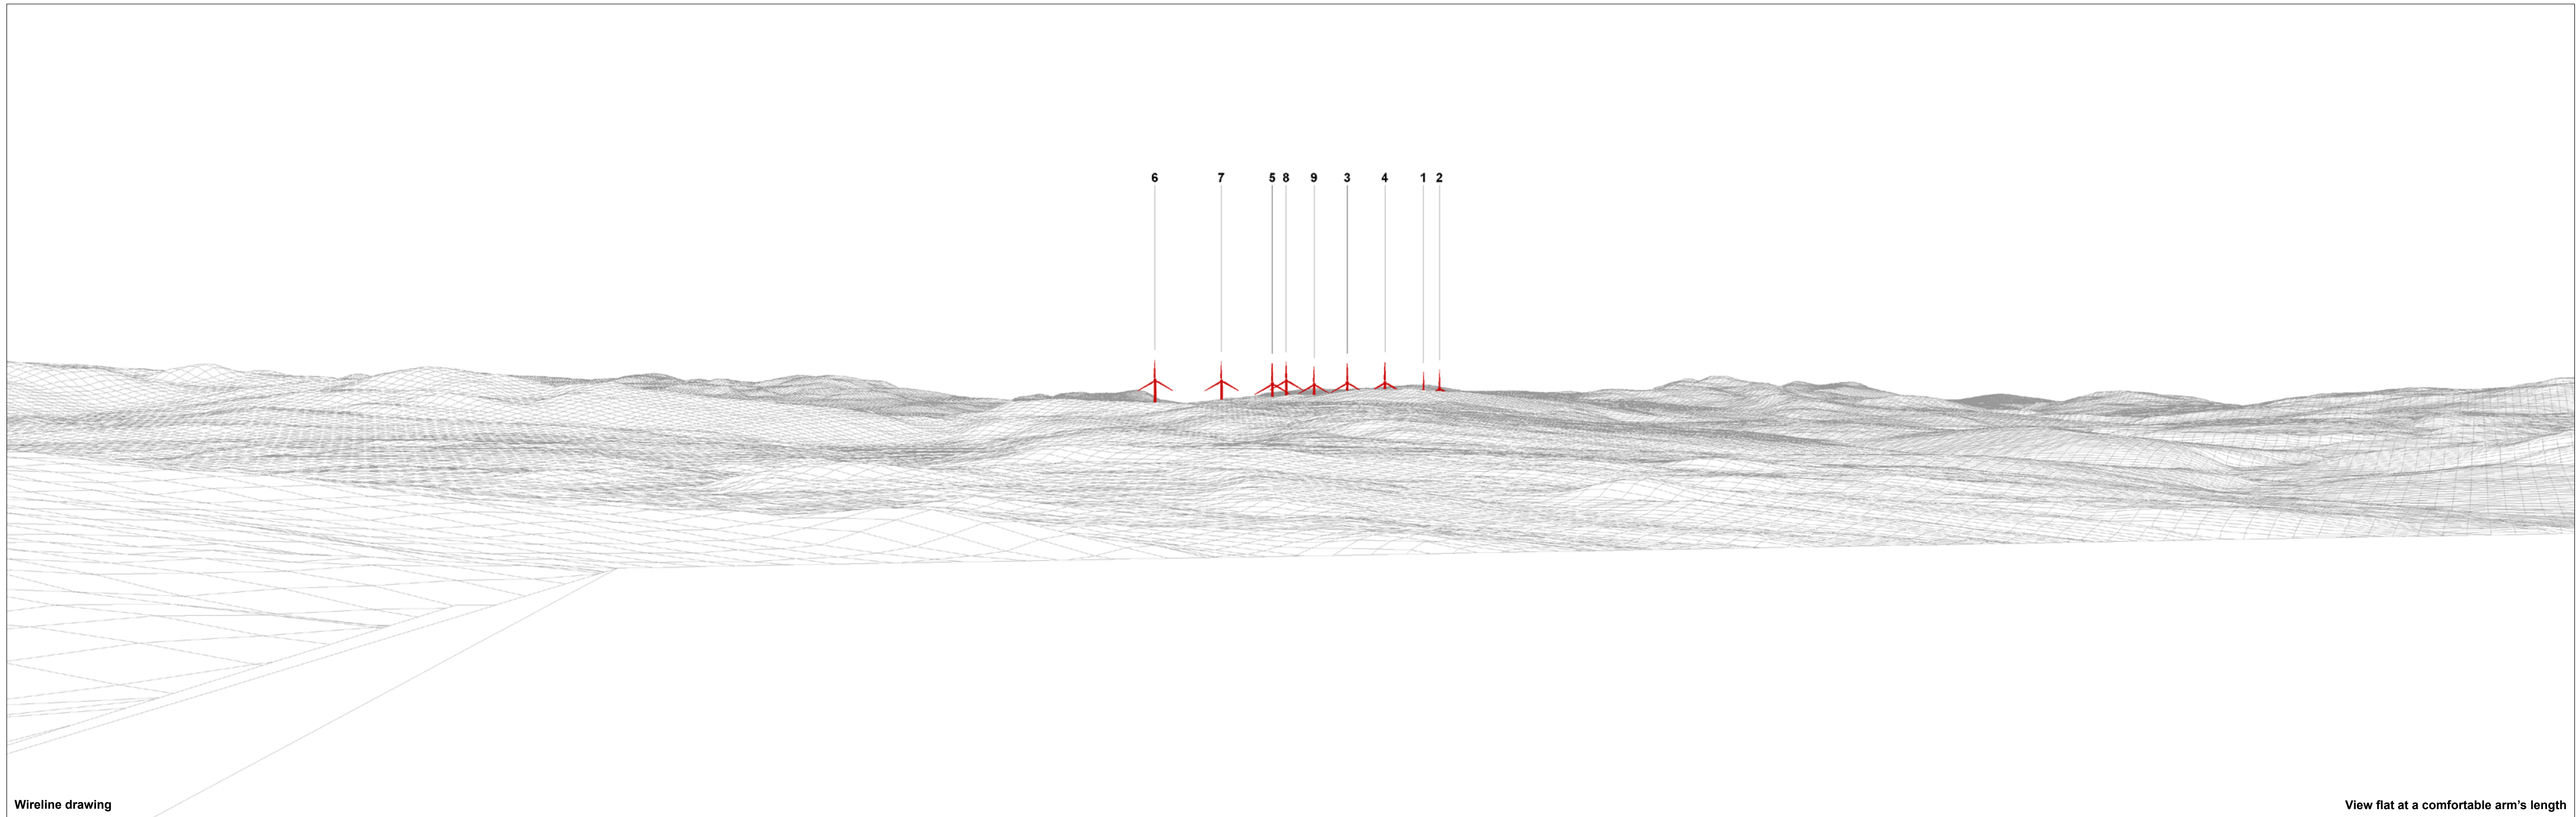 6 7 5 8 9 3 4 1 2
Wireline drawing
View flat at a comfortable arm's length